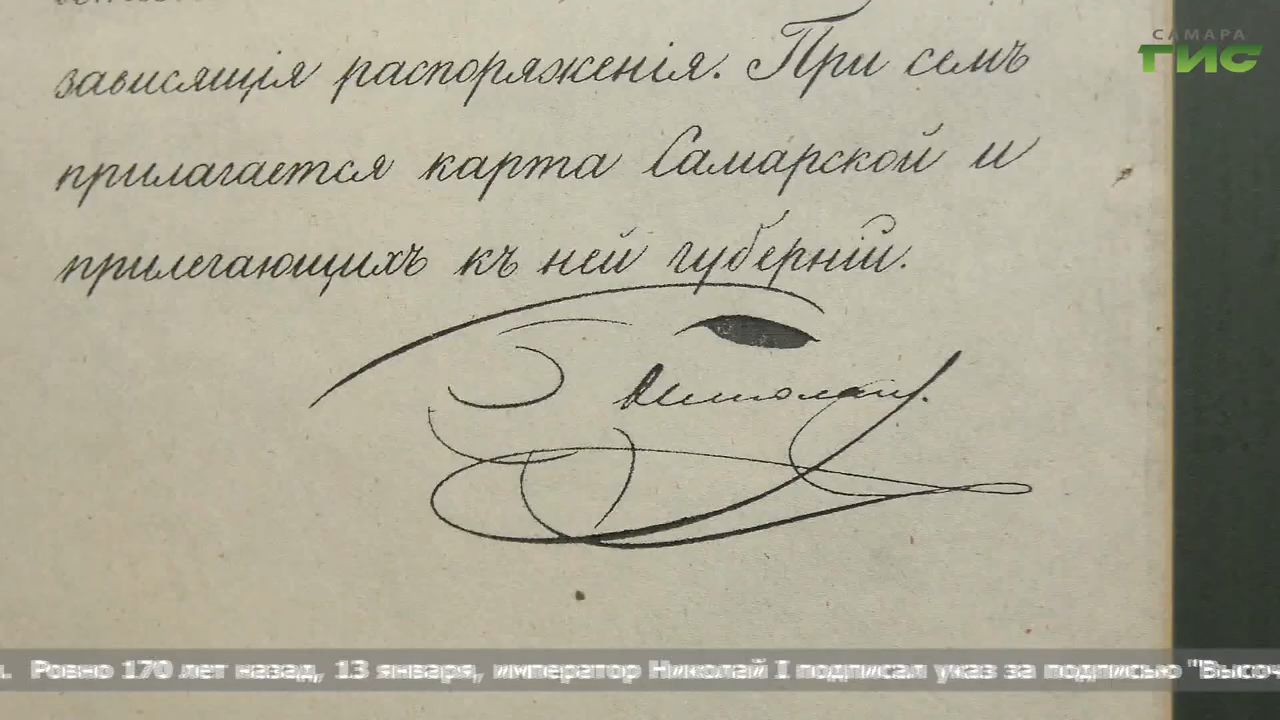 САМАРА
ГИС
зависящія распоряженія. При семъ
прилагается карта Самарской и
прилегающихъ къ ней губерній.
Николай.
Ровно 170 лет назад, 13 января, император Николай I подписал указ за подписью "Высоч